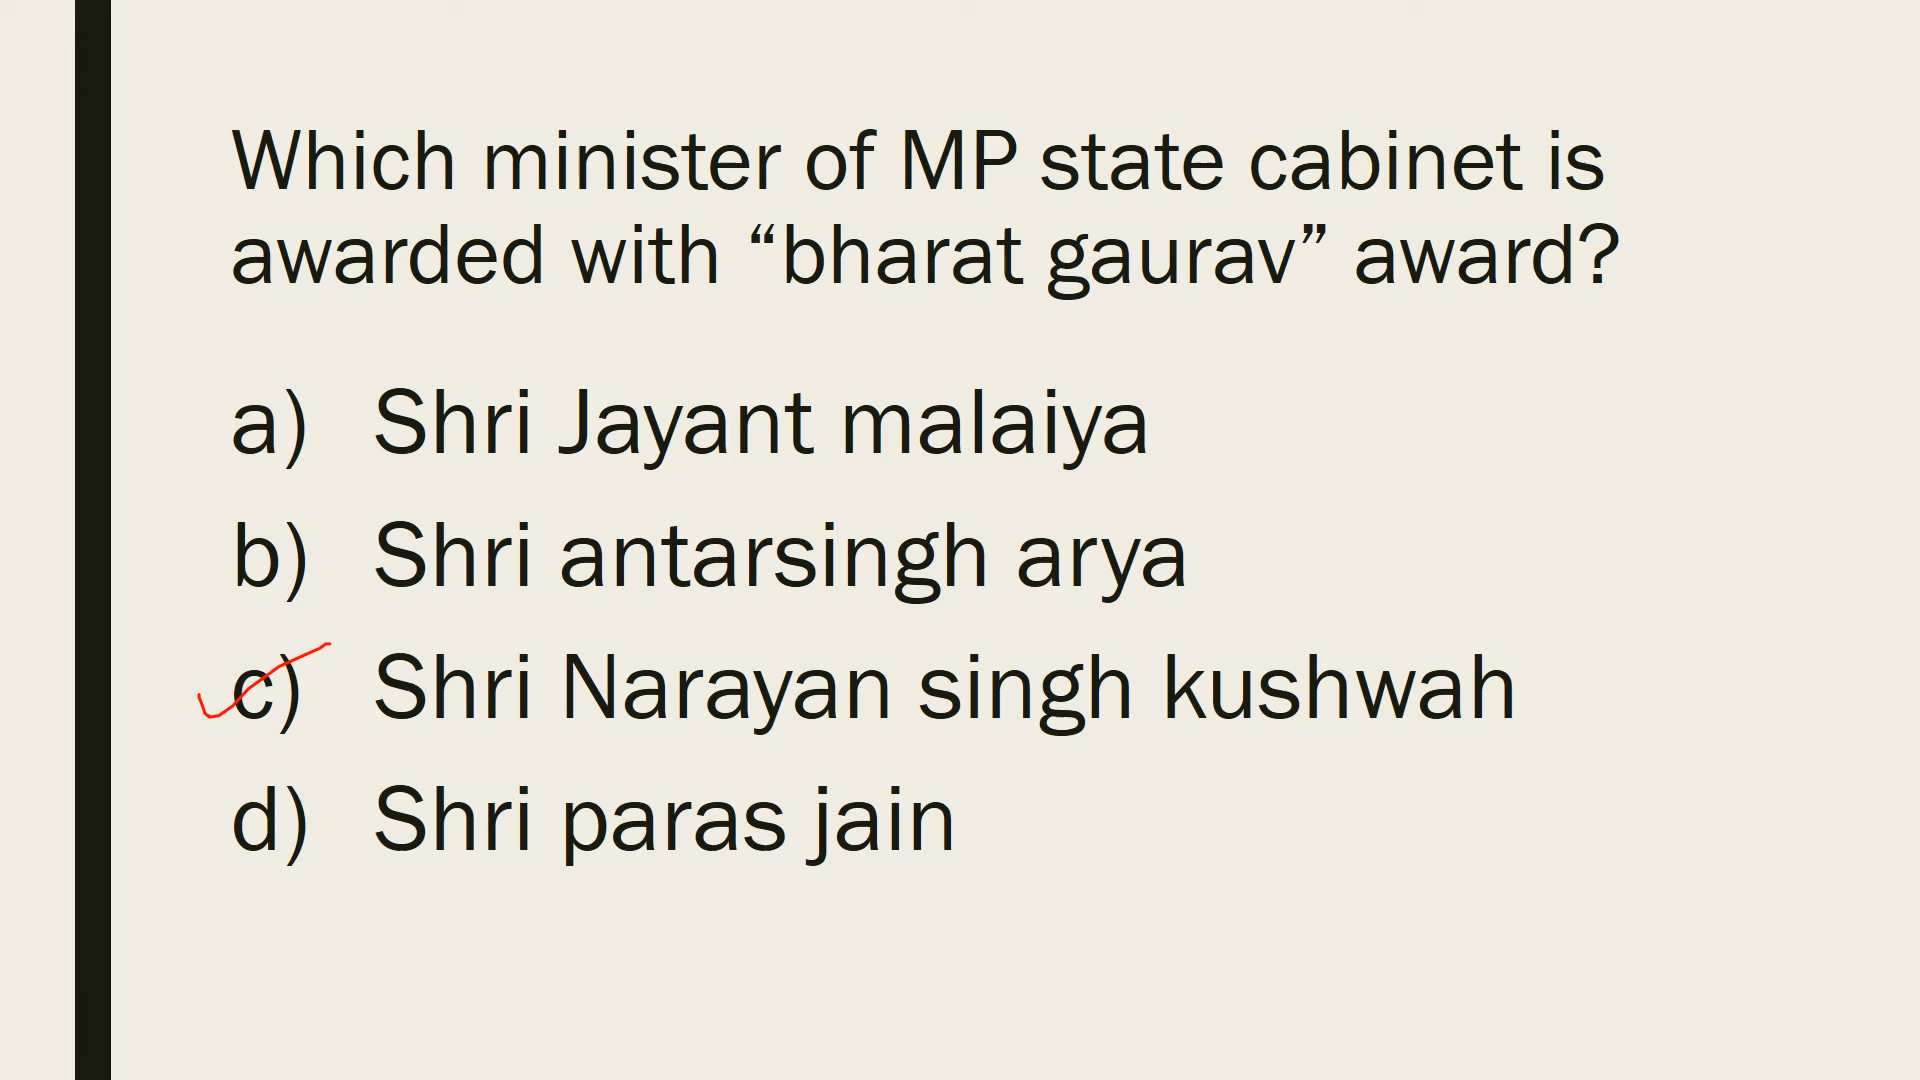 Which minister of MP state cabinet is
awarded with “bharat gaurav” award?
a) Shri Jayant malaiya
b) Shri antarsingh arya
c) Shri Narayan singh kushwah
d) Shri paras jain